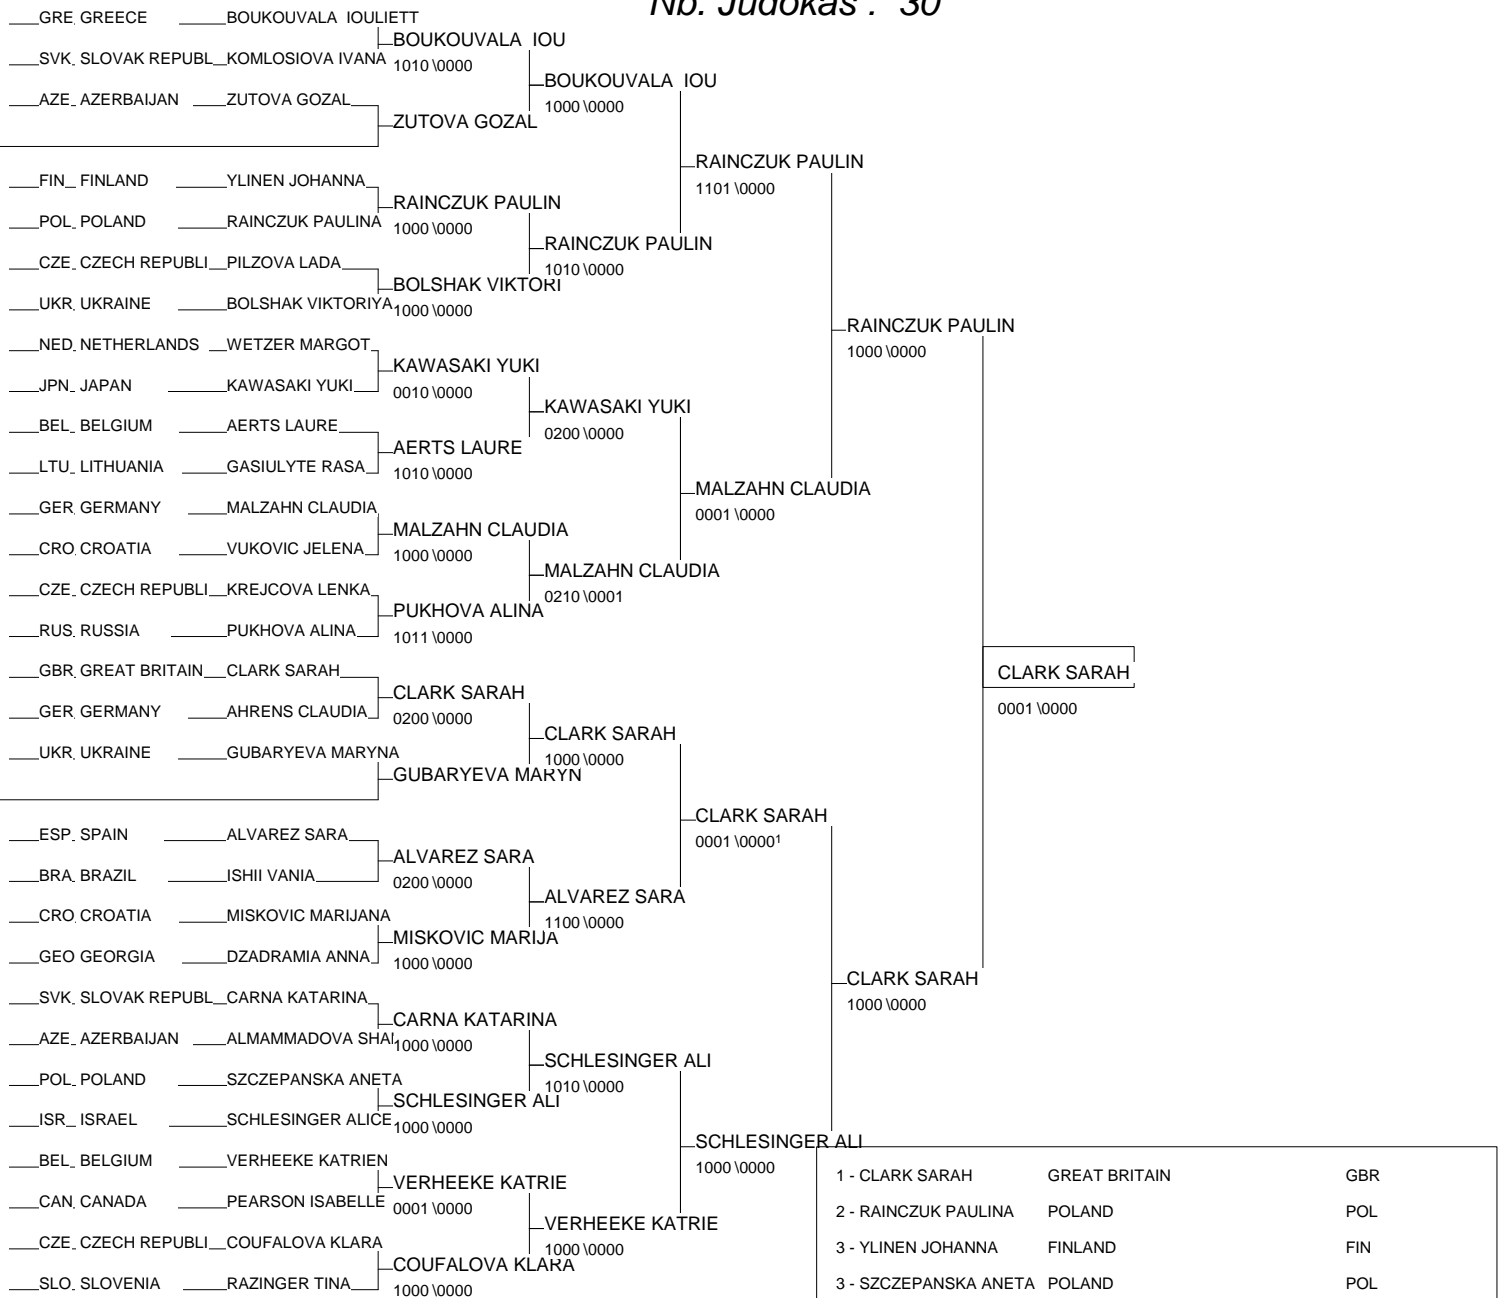 Nb. Judokas : 30
GRE GREECE BOUKOUVALA IOULIETT
SVK SLOVAK REPUBL KOMLOSIOVA IVANA
AZE AZERBAIJAN ZUTOVA GOZAL
FIN FINLAND YLINEN JOHANNA
POL POLAND RAINCZUK PAULINA
CZE CZECH REPUBLI PILZOVA LADA
UKR UKRAINE BOLSHAK VIKTORIYA
NED NETHERLANDS WETZER MARGOT
JPN JAPAN KAWASAKI YUKI
BEL BELGIUM AERTS LAURE
LTU LITHUANIA GASIULYTE RASA
GER GERMANY MALZAHN CLAUDIA
CRO CROATIA VUKOVIC JELENA
CZE CZECH REPUBLI KREJCOVA LENKA
RUS RUSSIA PUKHOVA ALINA
GBR GREAT BRITAIN CLARK SARAH
GER GERMANY AHRENS CLAUDIA
UKR UKRAINE GUBARYEVA MARYNA
ESP SPAIN ALVAREZ SARA
BRA BRAZIL ISHII VANIA
CRO CROATIA MISKOVIC MARIJANA
GEO GEORGIA DZADRAMIA ANNA
SVK SLOVAK REPUBL CARNA KATARINA
AZE AZERBAIJAN ALMAMMADOVA SHAI
POL POLAND SZCZEPANSKA ANETA
ISR ISRAEL SCHLESINGER ALICE
BEL BELGIUM VERHEEKE KATRIEN
CAN CANADA PEARSON ISABELLE
CZE CZECH REPUBLI COUFALOVA KLARA
SLO SLOVENIA RAZINGER TINA
BOUKOUVALA IOU
1010 \0000
ZUTOVA GOZAL
RAINCZUK PAULIN
1000 \0000
BOLSHAK VIKTORI
1000 \0000
KAWASAKI YUKI
0010 \0000
AERTS LAURE
1010 \0000
MALZAHN CLAUDIA
1000 \0000
PUKHOVA ALINA
1011 \0000
CLARK SARAH
0200 \0000
GUBARYEVA MARYN
ALVAREZ SARA
0200 \0000
MISKOVIC MARIJA
1000 \0000
CARNA KATARINA
1000 \0000
SCHLESINGER ALI
1000 \0000
VERHEEKE KATRIE
0001 \0000
COUFALOVA KLARA
1000 \0000
BOUKOUVALA IOU
1000 \0000
RAINCZUK PAULIN
1010 \0000
KAWASAKI YUKI
0200 \0000
MALZAHN CLAUDIA
0210 \0001
CLARK SARAH
1000 \0000
ALVAREZ SARA
1100 \0000
SCHLESINGER ALI
1010 \0000
VERHEEKE KATRIE
1000 \0000
RAINCZUK PAULIN
1101 \0000
MALZAHN CLAUDIA
0001 \0000
CLARK SARAH
0001 \0000¹
SCHLESINGER ALI
1000 \0000
RAINCZUK PAULIN
1000 \0000
CLARK SARAH
1000 \0000
CLARK SARAH
0001 \0000
1 - CLARK SARAH GREAT BRITAIN GBR
2 - RAINCZUK PAULINA POLAND POL
3 - YLINEN JOHANNA FINLAND FIN
3 - SZCZEPANSKA ANETA POLAND POL